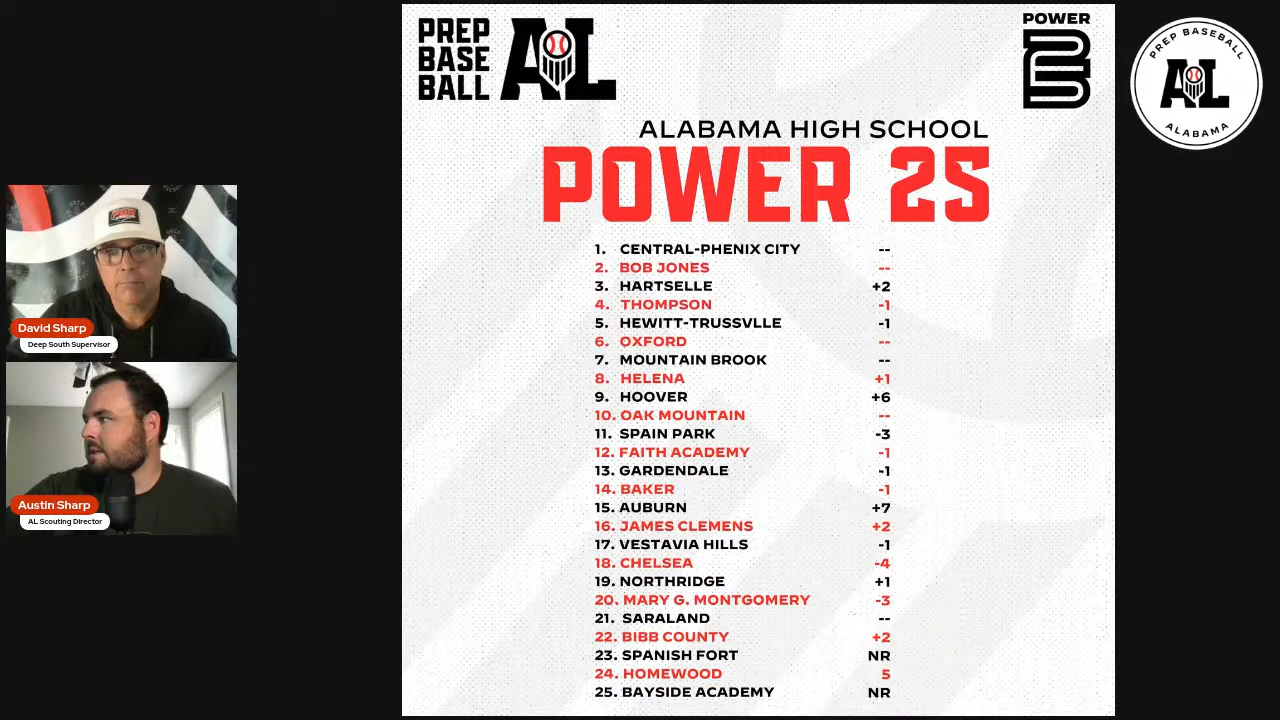 PREP
BASE
BALL
AL
POWER
25
PREP BASEBALL
AL
ALABAMA
ALABAMA HIGH SCHOOL
POWER 25
1. CENTRAL-PHENIX CITY --
2. BOB JONES --
3. HARTSELLE +2
4. THOMPSON -1
5. HEWITT-TRUSSVLLE -1
6. OXFORD --
7. MOUNTAIN BROOK --
8. HELENA +1
9. HOOVER +6
10. OAK MOUNTAIN --
11. SPAIN PARK -3
12. FAITH ACADEMY -1
13. GARDENDALE -1
14. BAKER -1
15. AUBURN +7
16. JAMES CLEMENS +2
17. VESTAVIA HILLS -1
18. CHELSEA -4
19. NORTHRIDGE +1
20. MARY G. MONTGOMERY -3
21. SARALAND --
22. BIBB COUNTY +2
23. SPANISH FORT NR
24. HOMEWOOD 5
25. BAYSIDE ACADEMY NR
David Sharp
Deep South Supervisor
Austin Sharp
AL Scouting Director